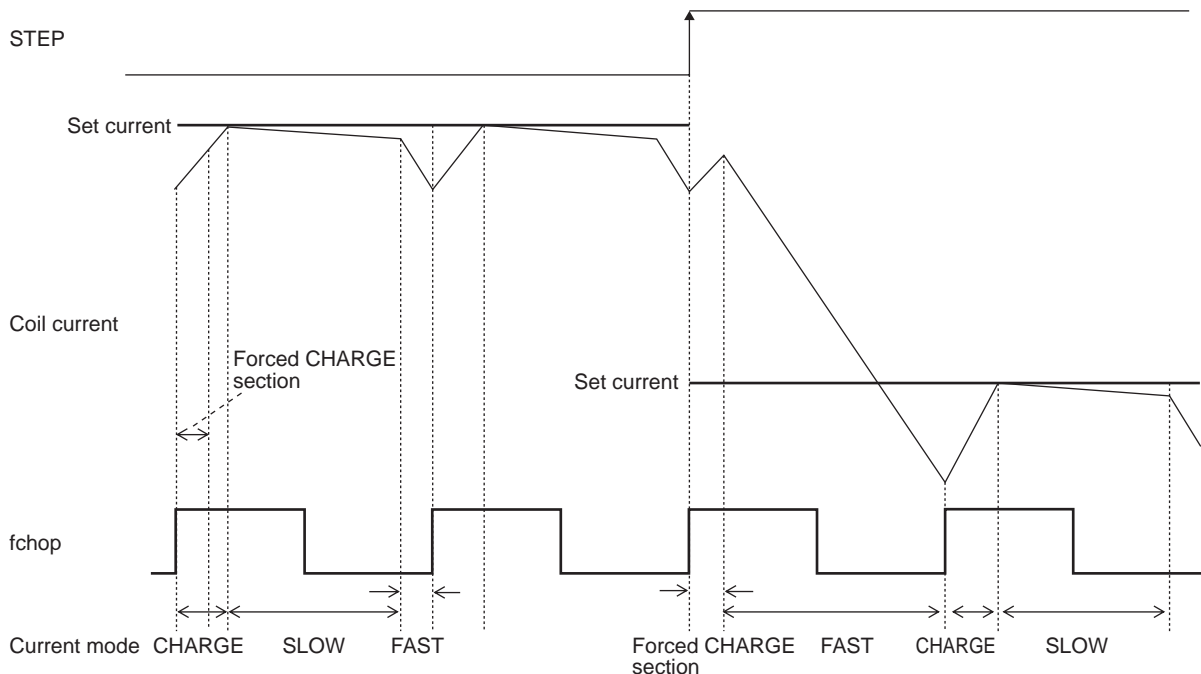 STEP
Set current
Coil current
Forced CHARGE
section
Set current
fchop
Current mode CHARGE SLOW FAST Forced CHARGE FAST CHARGE SLOW
section